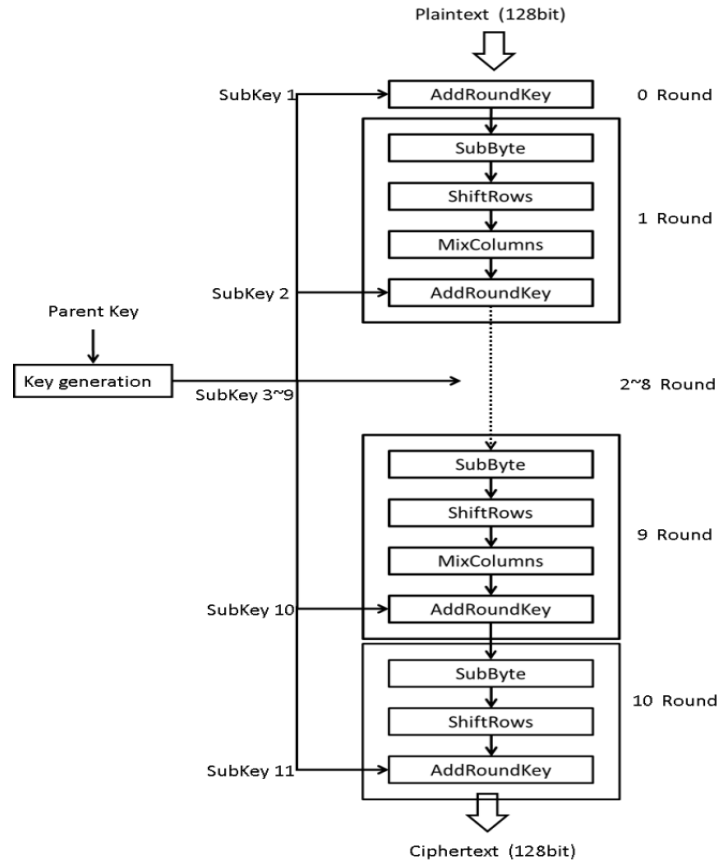 Plaintext (128bit)
SubKey 1
AddRoundKey
0 Round
SubByte
ShiftRows
1 Round
MixColumns
SubKey 2
AddRoundKey
Parent Key
Key generation
SubKey 3~9
2~8 Round
SubByte
ShiftRows
9 Round
MixColumns
SubKey 10
AddRoundKey
SubByte
10 Round
ShiftRows
SubKey 11
AddRoundKey
Ciphertext (128bit)